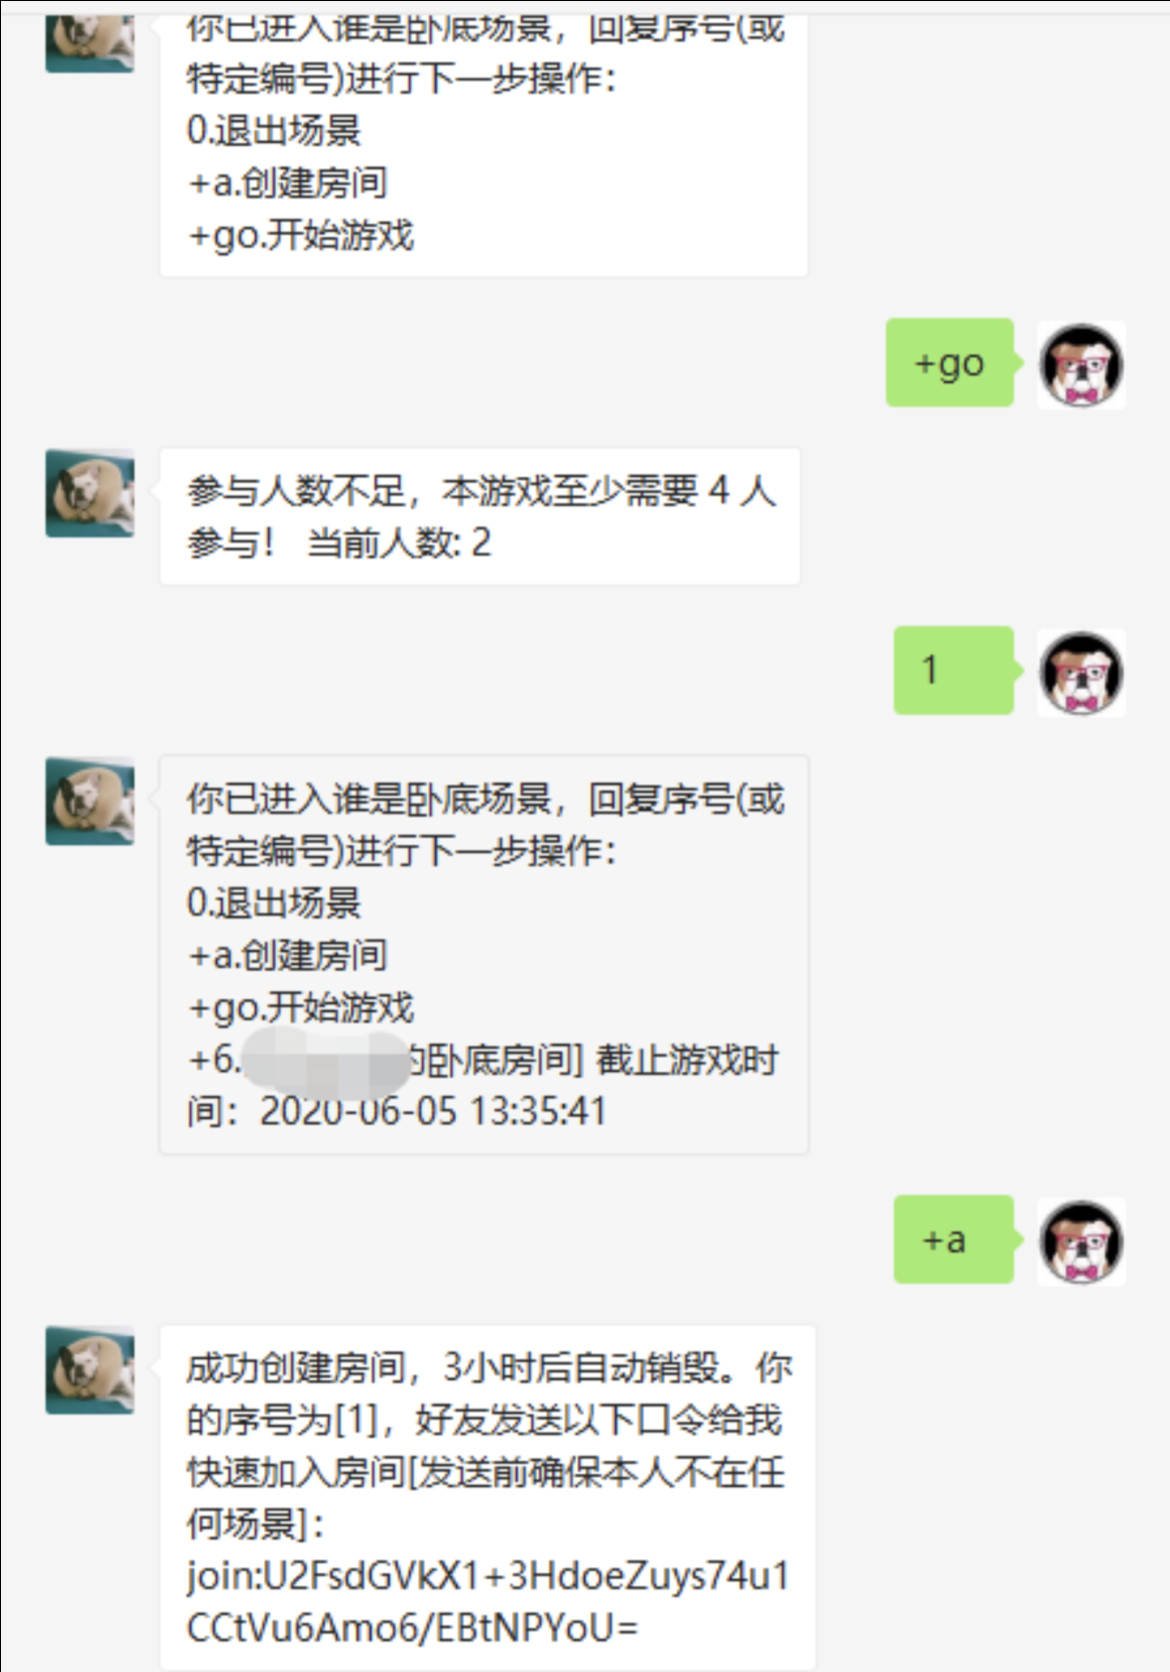 你已进入谁是卧底场景，回复序号(或
特定编号)进行下一步操作：
0.退出场景
+a.创建房间
+go.开始游戏
+go
参与人数不足，本游戏至少需要 4 人
参与！ 当前人数: 2
1
你已进入谁是卧底场景，回复序号(或
特定编号)进行下一步操作：
0.退出场景
+a.创建房间
+go.开始游戏
+6. 的卧底房间] 截止游戏时
间：2020-06-05 13:35:41
+a
成功创建房间，3小时后自动销毁。你
的序号为[1]，好友发送以下口令给我
快速加入房间[发送前确保本人不在任
何场景]：
join:U2FsdGVkX1+3HdoeZuys74u1
CCtVu6Amo6/EBtNPYoU=